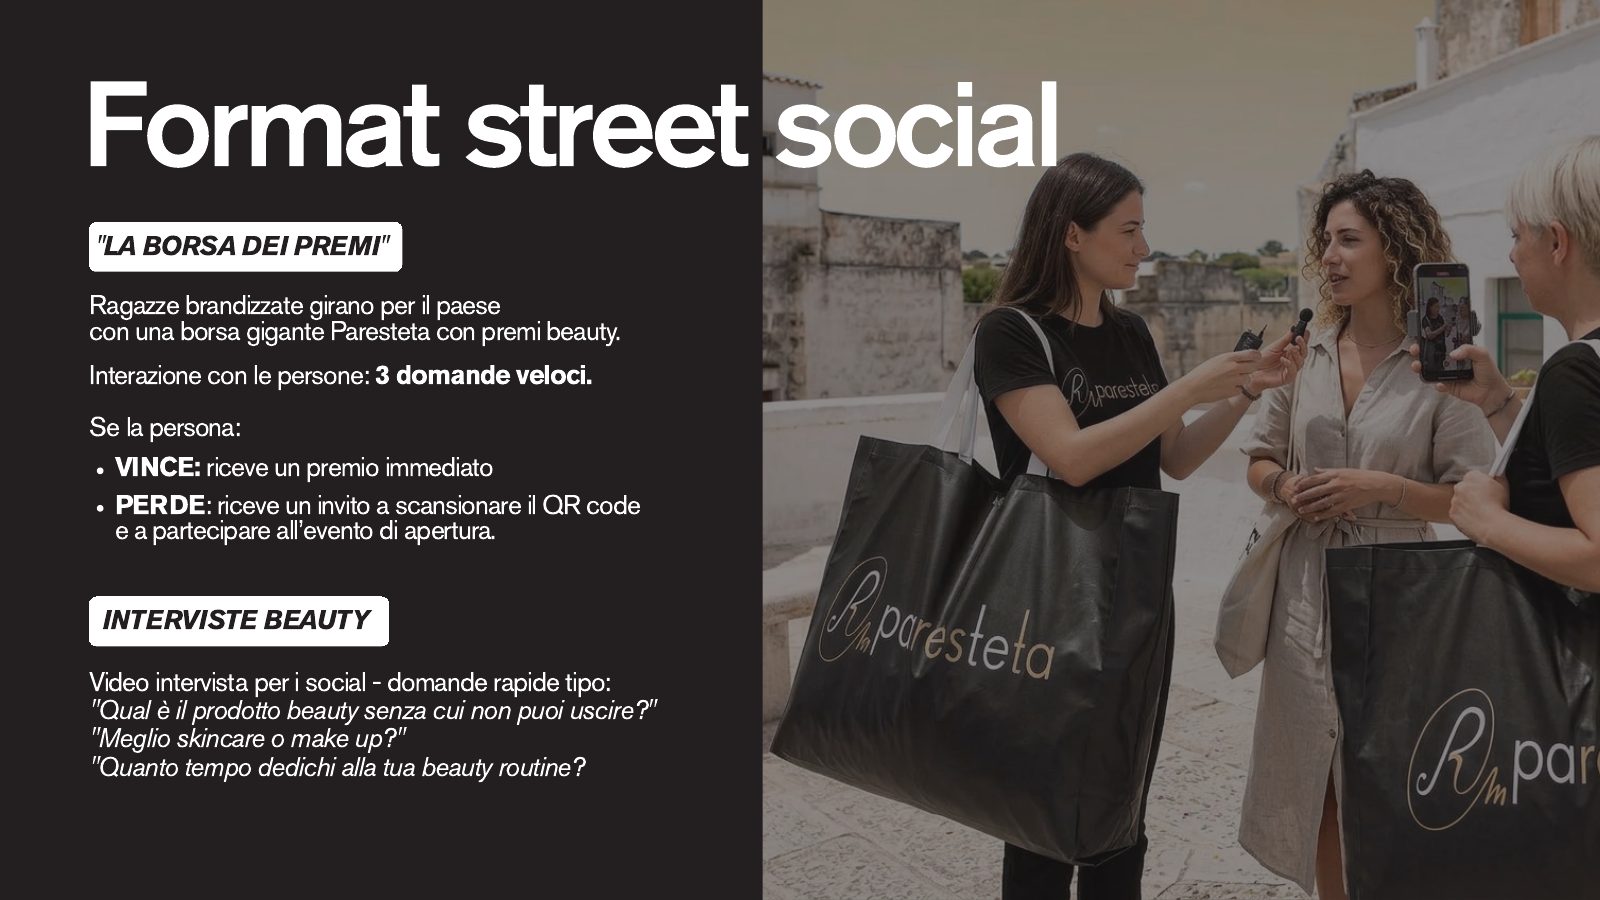 Format street social
"LA BORSA DEI PREMI"
Ragazze brandizzate girano per il paese
con una borsa gigante Paresteta con premi beauty.
Interazione con le persone: 3 domande veloci.
Se la persona:
• VINCE: riceve un premio immediato
• PERDE: riceve un invito a scansionare il QR code
e a partecipare all'evento di apertura.
INTERVISTE BEAUTY
Video intervista per i social - domande rapide tipo:
"Qual è il prodotto beauty senza cui non puoi uscire?"
"Meglio skincare o make up?"
"Quanto tempo dedichi alla tua beauty routine?
paresteta
paresteta